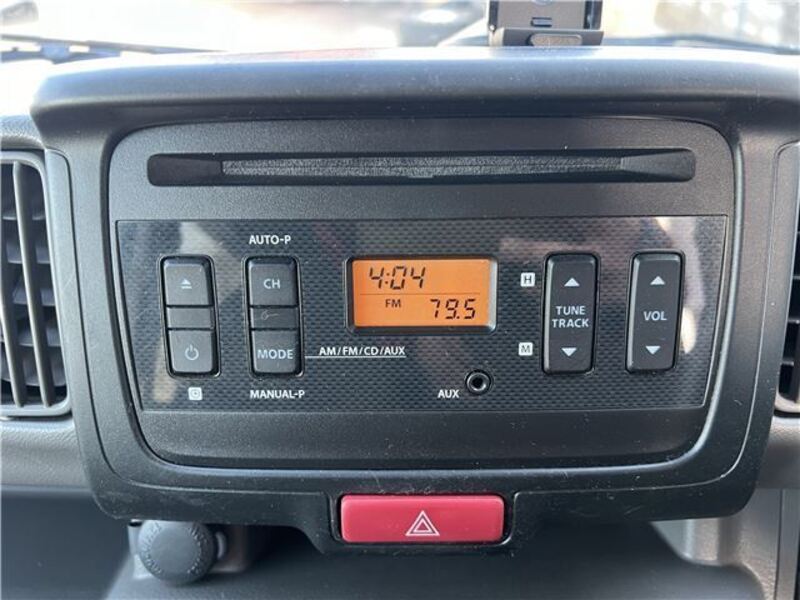 AUTO-P
CH
MODE
MANUAL-P
4:04
FM 79.5
AM/FM/CD/AUX
AUX
H
M
TUNE
TRACK
VOL